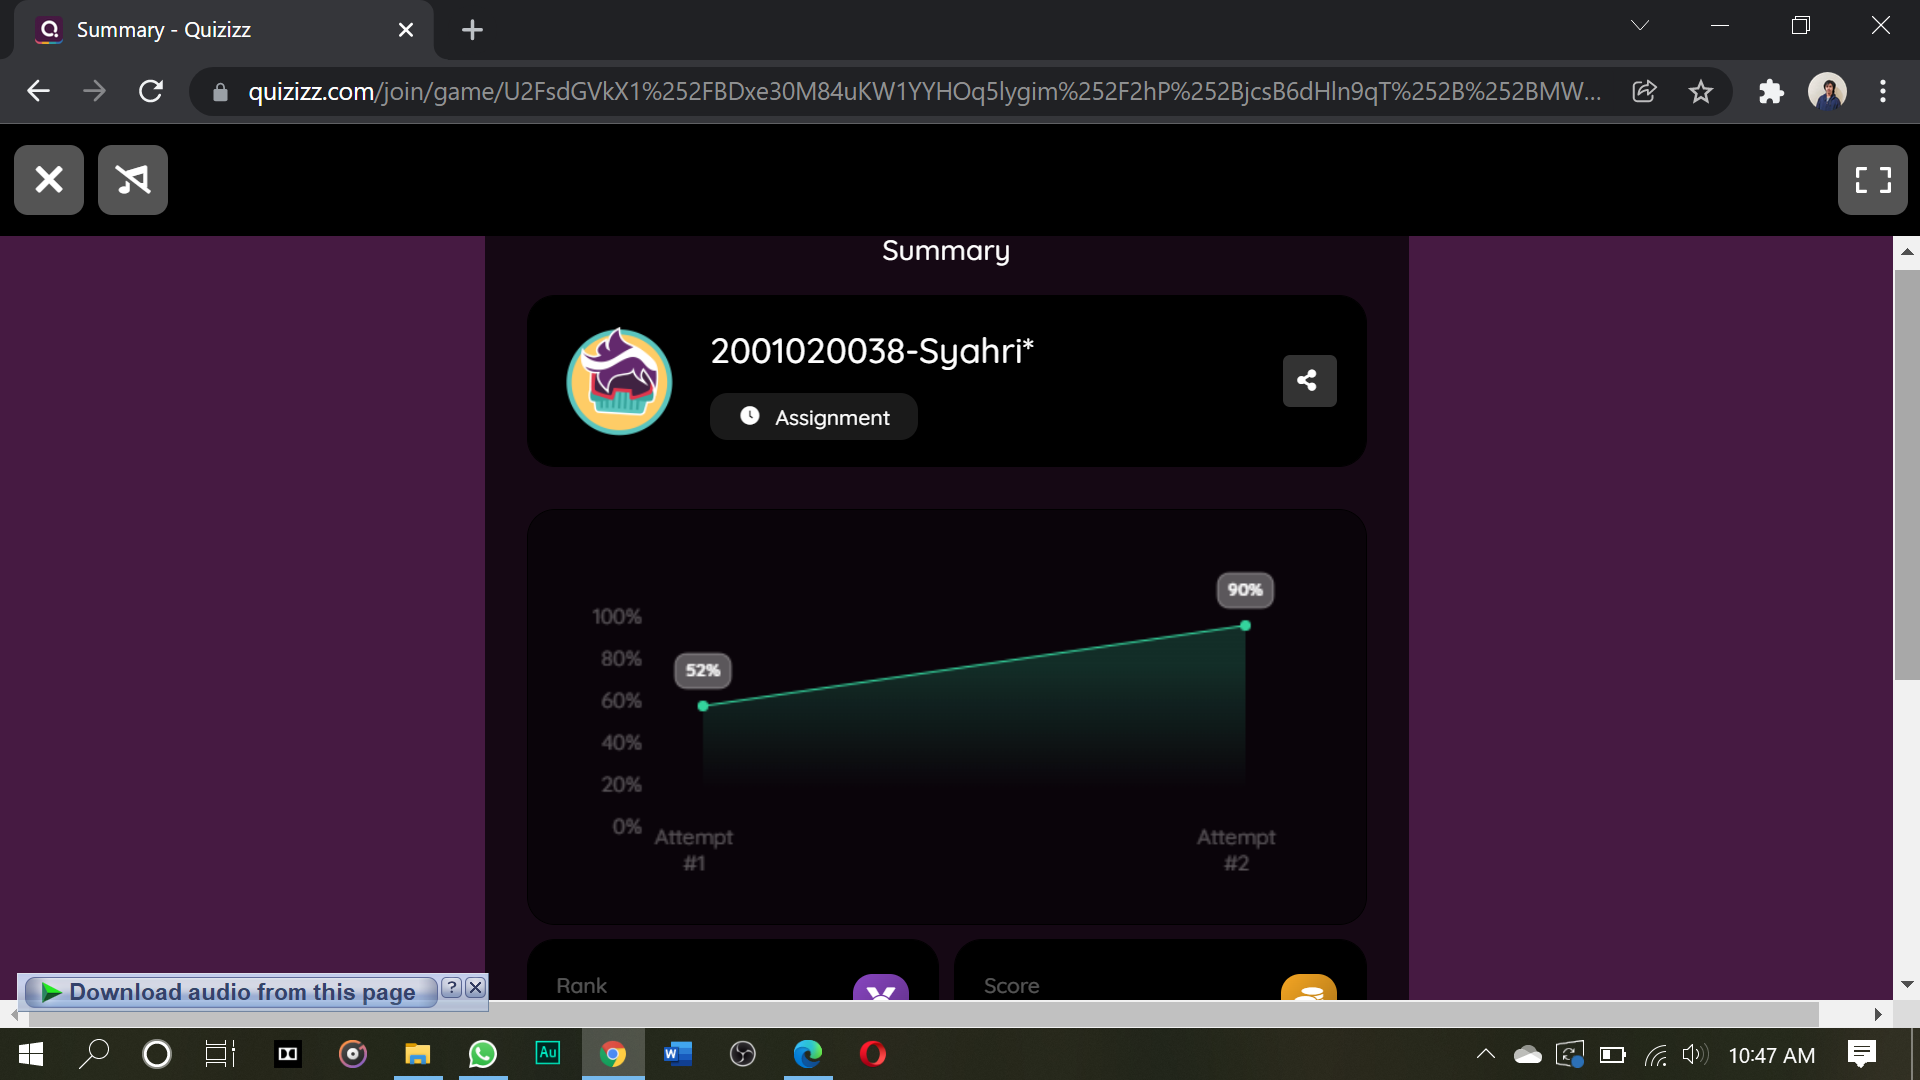 Summary - Quizizz
quizizz.com/join/game/U2FsdGVkX1%252FBDxe30M84uKW1YYHOq5lygim%252F2hP%252BjcsB6dHln9qT%252B%252BMW...
Summary
2001020038-Syahri*
Assignment
90%
100%
80%
52%
60%
40%
20%
0%
Attempt #1
Attempt #2
Rank
Score
Download audio from this page
?
Au
W
10:47 AM